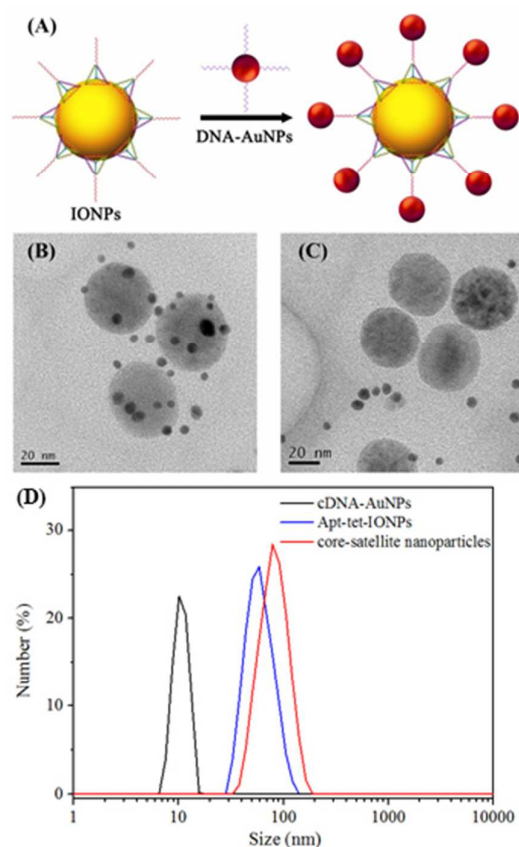 (A)
DNA-AuNPs
IONPs
(B)
20 nm
(C)
20 nm
(D)
cDNA-AuNPs
Apt-tet-IONPs
core-satellite nanoparticles
30
20
10
0
Number (%)
1 10 100 1000 10000
Size (nm)